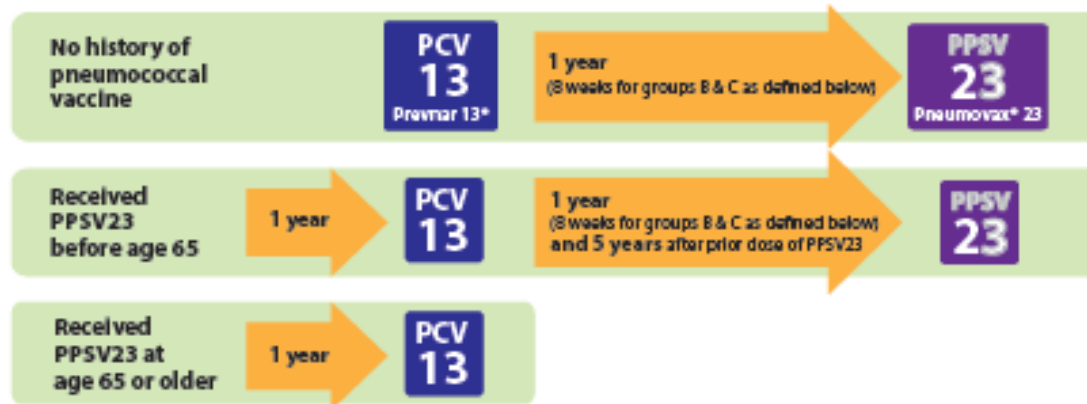 No history of
pneumococcal
vaccine
PCV
13
Prevnar 13®
1 year
(8 weeks for groups B & C as defined below)
PPSV
23
Pneumovax® 23
Received
PPSV23
before age 65
1 year
PCV
13
1 year
(8 weeks for groups B & C as defined below)
and 5 years after prior dose of PPSV23
PPSV
23
Received
PPSV23 at
age 65 or older
1 year
PCV
13